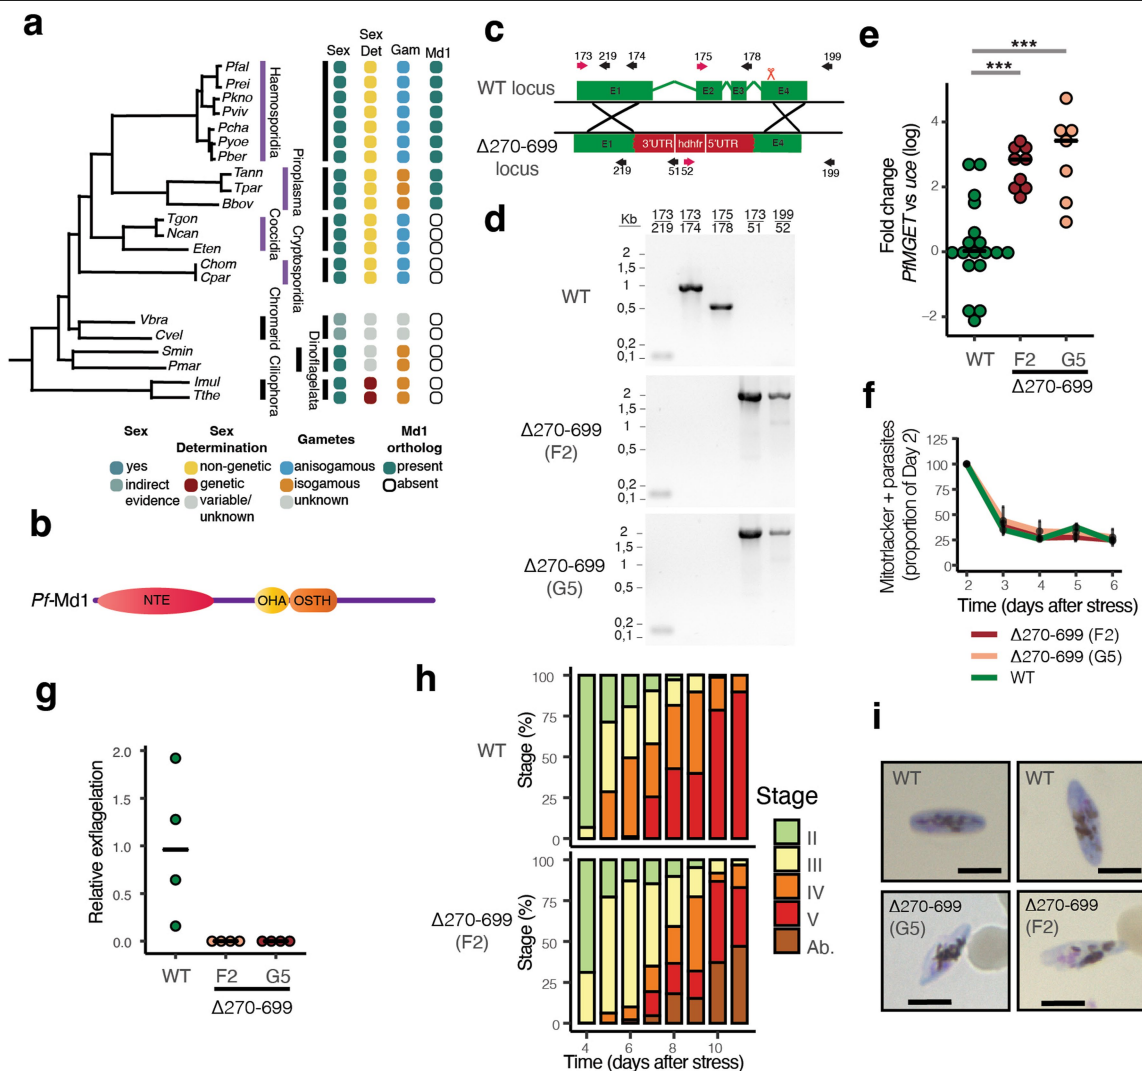 a
Sex
Sex
Det
Gam
Md1
Pfal
Prei
Pkno
Pviv
Pcha
Pyoe
Pber
Tann
Tpar
Bbov
Tgon
Ncan
Eten
Chom
Cpar
Vbra
Cvel
Smin
Pmar
Imul
Tthe
Haemosporidia
Piroplasma
Coccidia
Cryptosporidia
Chromerid
Dinoflagelata
Ciliophora
Sex
yes
indirect
evidence
Sex
Determination
non-genetic
genetic
variable/
unknown
Gametes
anisogamous
isogamous
unknown
Md1
ortholog
present
absent
b
Pf-Md1
NTE
OHA
OSTH
c
173
219
174
175
178
199
WT locus
E1
E2
E3
E4
Δ270-699
locus
E1
3'UTR
hdhfr
5'UTR
E4
219
51
52
199
d
Kb
173 173 175 173 199
219 174 178 51 52
WT
2
1,5
1
0,5
0,2
0,1
Δ270-699
(F2)
2
1,5
1
0,5
0,2
0,1
Δ270-699
(G5)
2
1,5
1
0,5
0,2
0,1
e
***
***
Fold change
PfMGET vs uce (log)
4
2
0
−2
WT
F2
G5
Δ270-699
f
Mitotrlacker + parasites
(proportion of Day 2)
125
100
75
50
25
0
2 3 4 5 6
Time (days after stress)
Δ270-699 (F2)
Δ270-699 (G5)
WT
g
Relative exflagelation
2.0
1.5
1.0
0.5
0.0
WT
F2
G5
Δ270-699
h
WT
Stage (%)
100
75
50
25
0
Δ270-699
(F2)
Stage (%)
100
75
50
25
0
4 6 8 10
Time (days after stress)
Stage
II
III
IV
V
Ab.
i
WT
WT
Δ270-699
(G5)
Δ270-699
(F2)